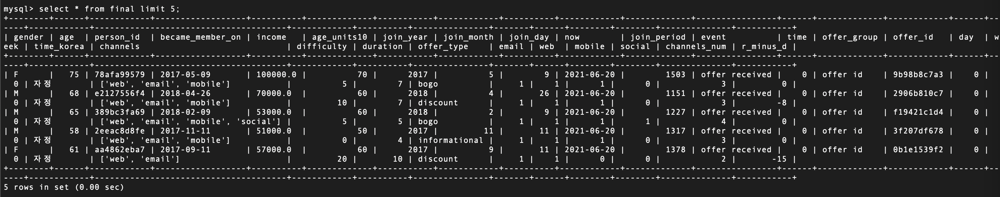 mysql> select * from final limit 5;
+--------+------+------------+------------------+----------+-------------+-----------+------------+----------+------------+-------------+----------------+------+-------------+------------+------+--
----+------------+--------------------------------------+------------+----------+---------------+-------+------+--------+--------+--------------+-----------+
| gender | age  | person_id  | became_member_on | income   | age_units10 | join_year | join_month | join_day | now        | join_period | event          | time | offer_group | offer_id   | day  | w
eek | time_korea | channels                             | difficulty | duration | offer_type    | email | web  | mobile | social | channels_num | r_minus_d |
+--------+------+------------+------------------+----------+-------------+-----------+------------+----------+------------+-------------+----------------+------+-------------+------------+------+--
----+------------+--------------------------------------+------------+----------+---------------+-------+------+--------+--------+--------------+-----------+
| F      |   75 | 78afa99579 | 2017-05-09       | 100000.0 |          70 |      2017 |          5 |        9 | 2021-06-20 |        1503 | offer received |    0 | offer id    | 9b98b8c7a3 |    0 |
  0 | 자정       | ['web', 'email', 'mobile']           |          5 |        7 | bogo          |     1 |    1 |      1 |      0 |            3 |         0 |
| M      |   68 | e2127556f4 | 2018-04-26       | 70000.0  |          60 |      2018 |          4 |       26 | 2021-06-20 |        1151 | offer received |    0 | offer id    | 2906b810c7 |    0 |
  0 | 자정       | ['web', 'email', 'mobile']           |         10 |        7 | discount      |     1 |    1 |      1 |      0 |            3 |        -8 |
| M      |   65 | 389bc3fa69 | 2018-02-09       | 53000.0  |          60 |      2018 |          2 |        9 | 2021-06-20 |        1227 | offer received |    0 | offer id    | f19421c1d4 |    0 |
  0 | 자정       | ['web', 'email', 'mobile', 'social'] |          5 |        5 | bogo          |     1 |    1 |      1 |      1 |            4 |         0 |
| M      |   58 | 2eeac8d8fe | 2017-11-11       | 51000.0  |          50 |      2017 |         11 |       11 | 2021-06-20 |        1317 | offer received |    0 | offer id    | 3f207df678 |    0 |
  0 | 자정       | ['web', 'email', 'mobile']           |          0 |        4 | informational |     1 |    1 |      1 |      0 |            3 |         0 |
| F      |   61 | aa4862eba7 | 2017-09-11       | 57000.0  |          60 |      2017 |          9 |       11 | 2021-06-20 |        1378 | offer received |    0 | offer id    | 0b1e1539f2 |    0 |
  0 | 자정       | ['web', 'email']                     |         20 |       10 | discount      |     1 |    1 |      0 |      0 |            2 |       -15 |
+--------+------+------------+------------------+----------+-------------+-----------+------------+----------+------------+-------------+----------------+------+-------------+------------+------+--
----+------------+--------------------------------------+------------+----------+---------------+-------+------+--------+--------+--------------+-----------+
5 rows in set (0.00 sec)